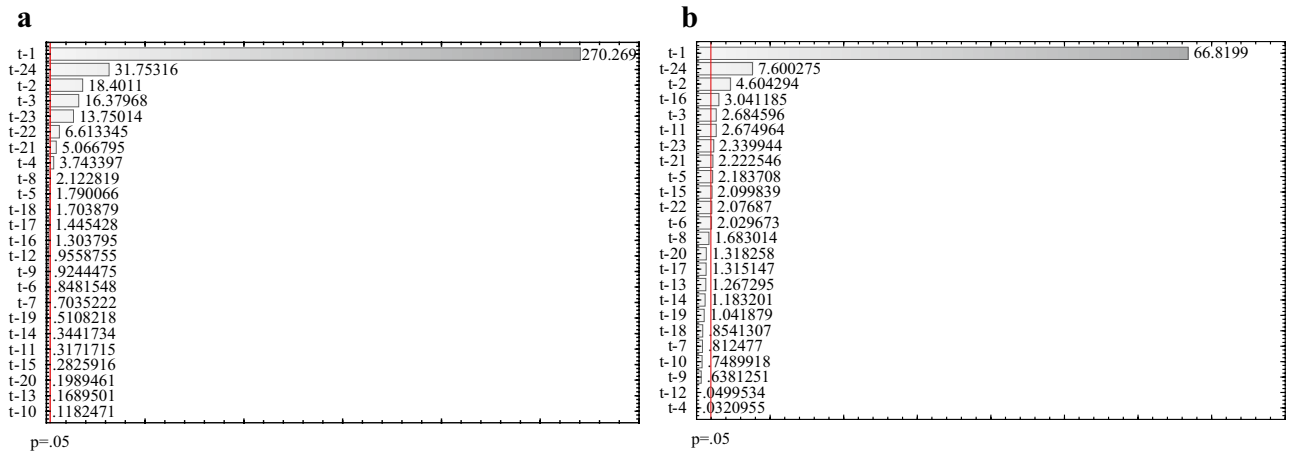 a
t-1 270.269
t-24 31.75316
t-2 18.4011
t-3 16.37968
t-23 13.75014
t-22 6.613345
t-21 5.066795
t-4 3.743397
t-8 2.122819
t-5 1.790066
t-18 1.703879
t-17 1.445428
t-16 1.303795
t-12 .9558755
t-9 .9244475
t-6 .8481548
t-7 .7035222
t-19 .5108218
t-14 .3441734
t-11 .3171715
t-15 .2825916
t-20 .1989461
t-13 .1689501
t-10 .1182471
p=.05
b
t-1 66.8199
t-24 7.600275
t-2 4.604294
t-16 3.041185
t-3 2.684596
t-11 2.674964
t-23 2.339944
t-21 2.222546
t-5 2.183708
t-15 2.099839
t-22 2.07687
t-6 2.029673
t-8 1.683014
t-20 1.318258
t-17 1.315147
t-13 1.267295
t-14 1.183201
t-19 1.041879
t-18 .8541307
t-7 .812477
t-10 .7489918
t-9 .6381251
t-12 .0499534
t-4 .0320955
p=.05